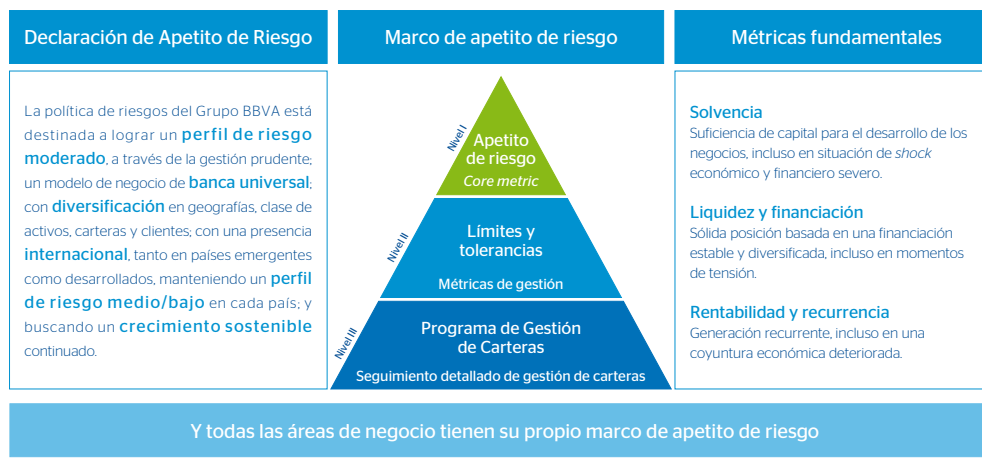 Declaración de Apetito de Riesgo
La política de riesgos del Grupo BBVA está
destinada a lograr un perfil de riesgo
moderado, a través de la gestión prudente;
un modelo de negocio de banca universal;
con diversificación en geografías, clase de
activos, carteras y clientes; con una presencia
internacional, tanto en países emergentes
como desarrollados, manteniendo un perfil
de riesgo medio/bajo en cada país; y
buscando un crecimiento sostenible
continuado.
Marco de apetito de riesgo
Nivel I
Apetito
de riesgo
Core metric
Nivel II
Límites y
tolerancias
Métricas de gestión
Nivel III
Programa de Gestión
de Carteras
Seguimiento detallado de gestión de carteras
Métricas fundamentales
Solvencia
Suficiencia de capital para el desarrollo de los
negocios, incluso en situación de shock
económico y financiero severo.
Liquidez y financiación
Sólida posición basada en una financiación
estable y diversificada, incluso en momentos
de tensión.
Rentabilidad y recurrencia
Generación recurrente, incluso en una
coyuntura económica deteriorada.
Y todas las áreas de negocio tienen su propio marco de apetito de riesgo